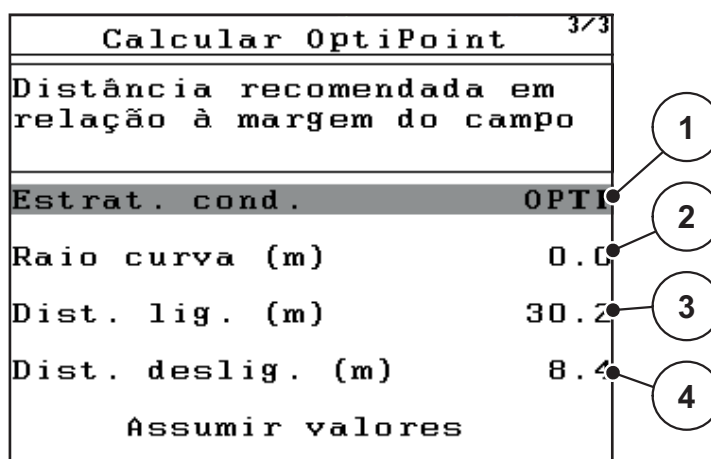 Calcular OptiPoint 3/3
Distância recomendada em
relação à margem do campo
Estrat. cond. OPTI
Raio curva (m) 0.0
Dist. lig. (m) 30.2
Dist. deslig. (m) 8.4
Assumir valores
1
2
3
4